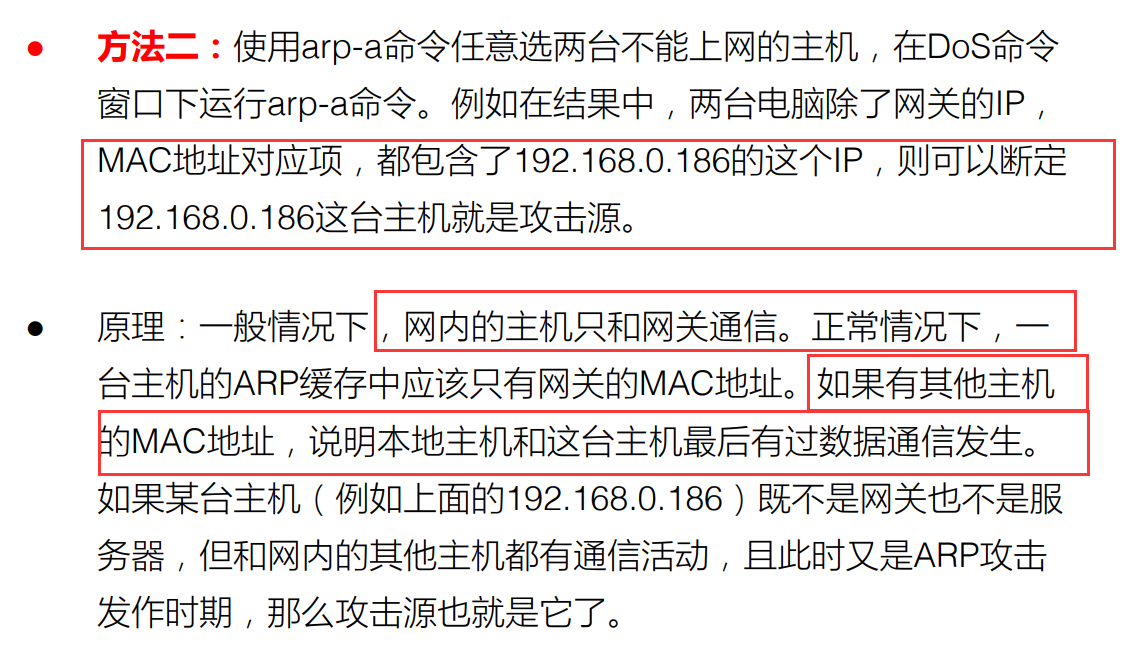 ● 方法二：使用arp-a命令任意选两台不能上网的主机，在DoS命令
窗口下运行arp-a命令。例如在结果中，两台电脑除了网关的IP，
MAC地址对应项，都包含了192.168.0.186的这个IP，则可以断定
192.168.0.186这台主机就是攻击源。
● 原理：一般情况下，网内的主机只和网关通信。正常情况下，一
台主机的ARP缓存中应该只有网关的MAC地址。如果有其他主机
的MAC地址，说明本地主机和这台主机最后有过数据通信发生。
如果某台主机（例如上面的192.168.0.186）既不是网关也不是服
务器，但和网内的其他主机都有通信活动，且此时又是ARP攻击
发作时期，那么攻击源也就是它了。